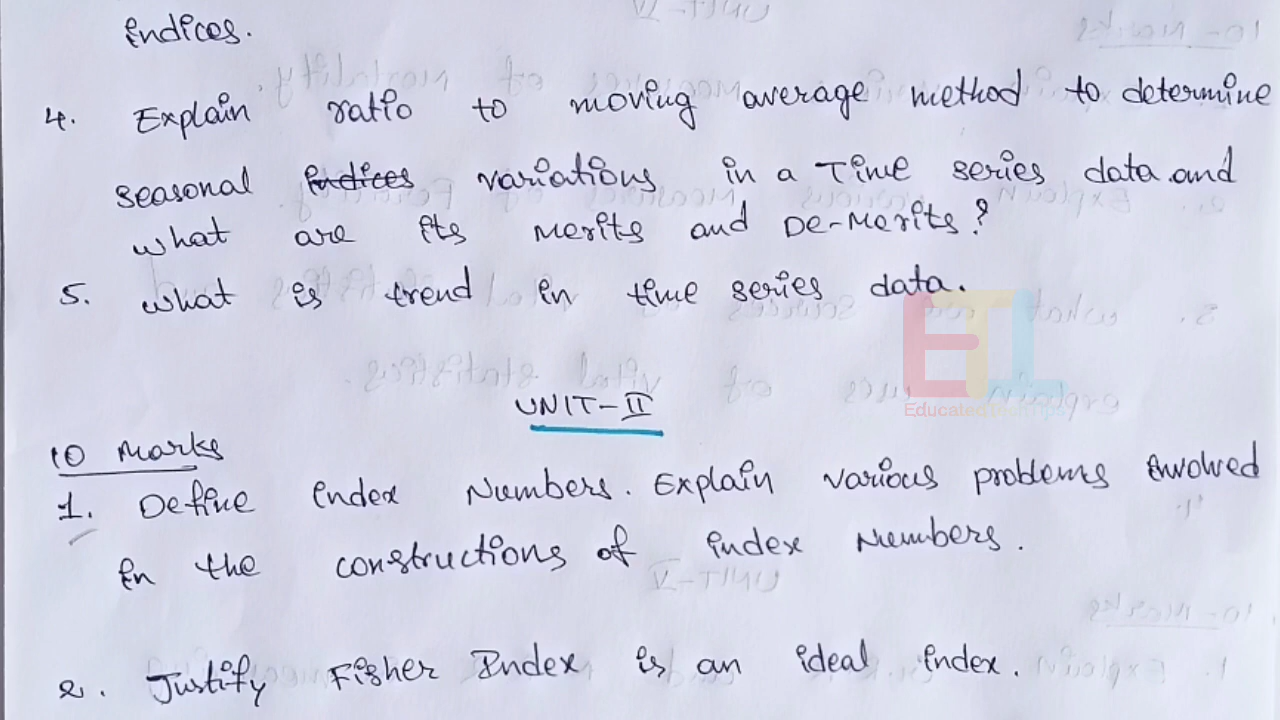 indices.
4. Explain ratio to moving average method to determine
seasonal indices variations in a Time series data and
what are its merits and De-Merits?
5. what is trend in time series data.
ETL
Educated
UNIT-II
10 Marks
1. Define index Numbers. Explain various problems involved
in the constructions of index Numbers.
2. Justify Fisher Index is an ideal index.